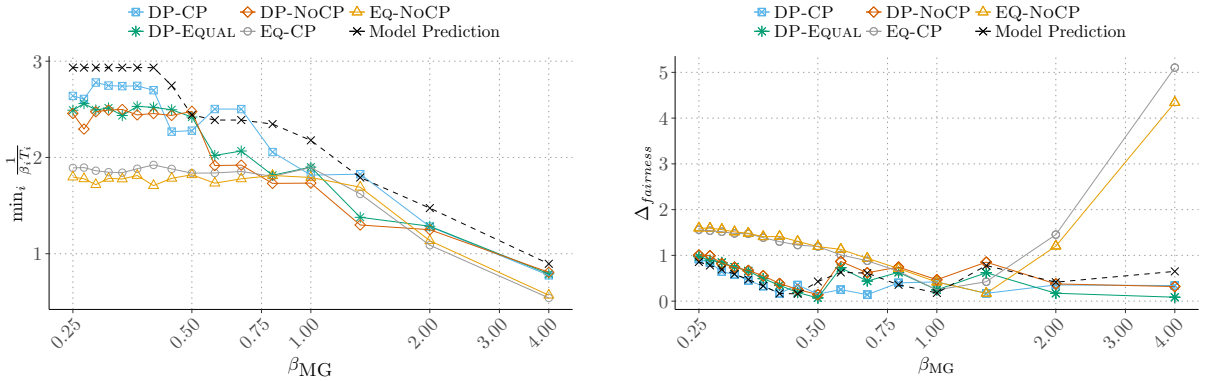 DP-CP DP-NoCP EQ-NOCP
DP-EQUAL EQ-CP Model Prediction
3
2
1
min_i 1/(β_i T_i)
0.25 0.50 0.75 1.00 2.00 3.00 4.00
β_MG
DP-CP DP-NoCP EQ-NOCP
DP-EQUAL EQ-CP Model Prediction
5
4
3
2
1
0
Δ_fairness
0.25 0.50 0.75 1.00 2.00 3.00 4.00
β_MG